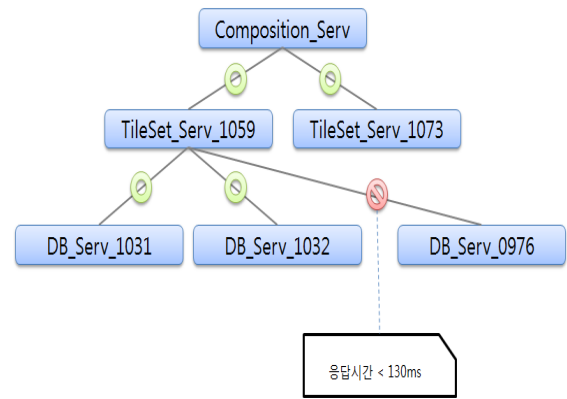 Composition_Serv
TileSet_Serv_1059
TileSet_Serv_1073
DB_Serv_1031
DB_Serv_1032
DB_Serv_0976
응답시간 < 130ms